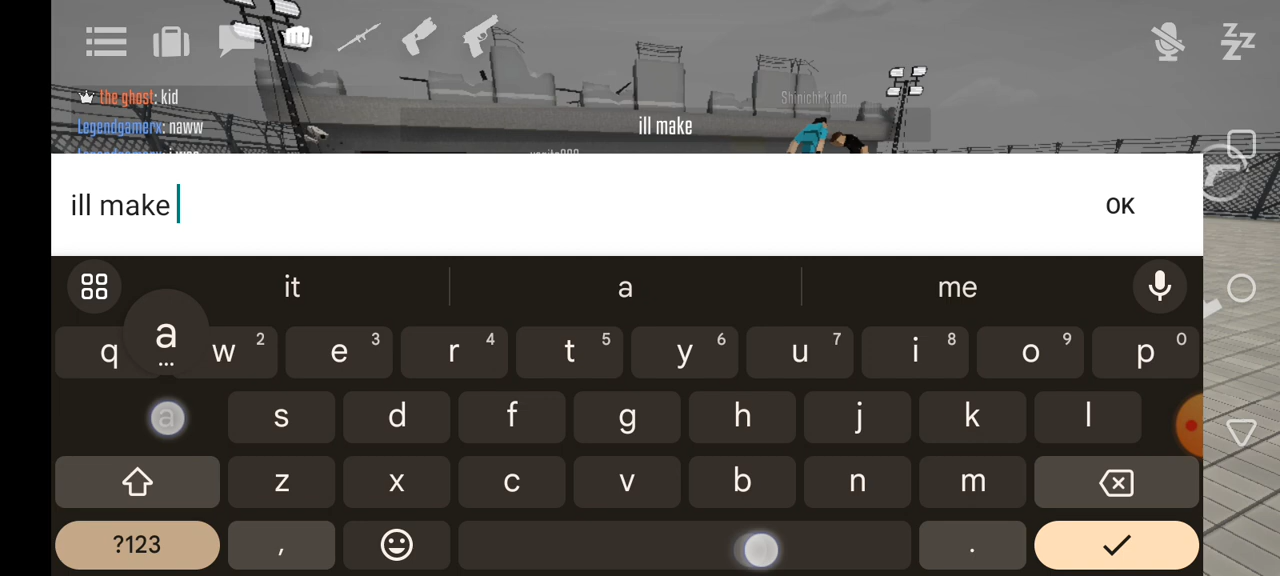 the ghost: kid
Legendgamerx: naww
Shinichi kudo
ill make
ill make
OK
it a me
a
q w 2 e 3 r 4 t 5 y 6 u 7 i 8 o 9 p 0
a s d f g h j k l
z x c v b n m
?123 , .